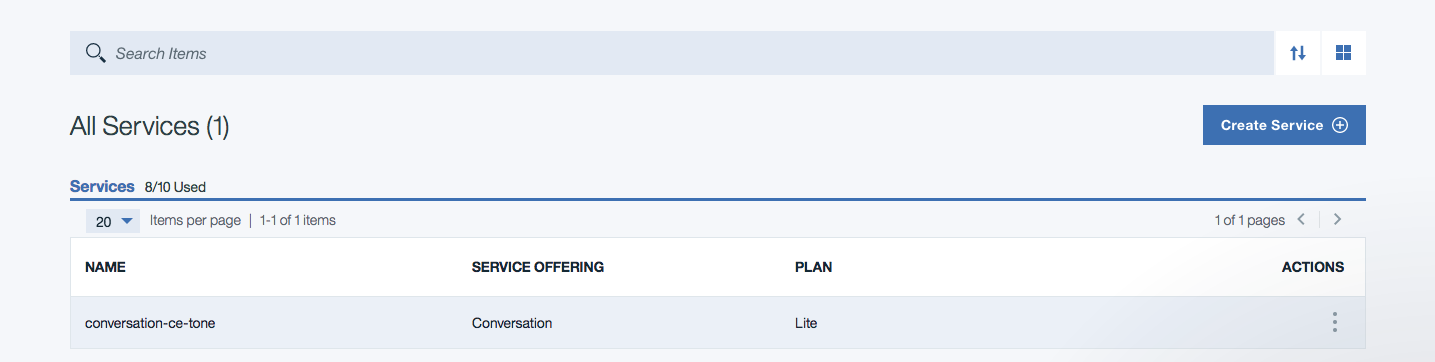 Search Items
All Services (1)
Create Service
Services 8/10 Used
20 Items per page | 1-1 of 1 items 1 of 1 pages
NAME SERVICE OFFERING PLAN ACTIONS
conversation-ce-tone Conversation Lite